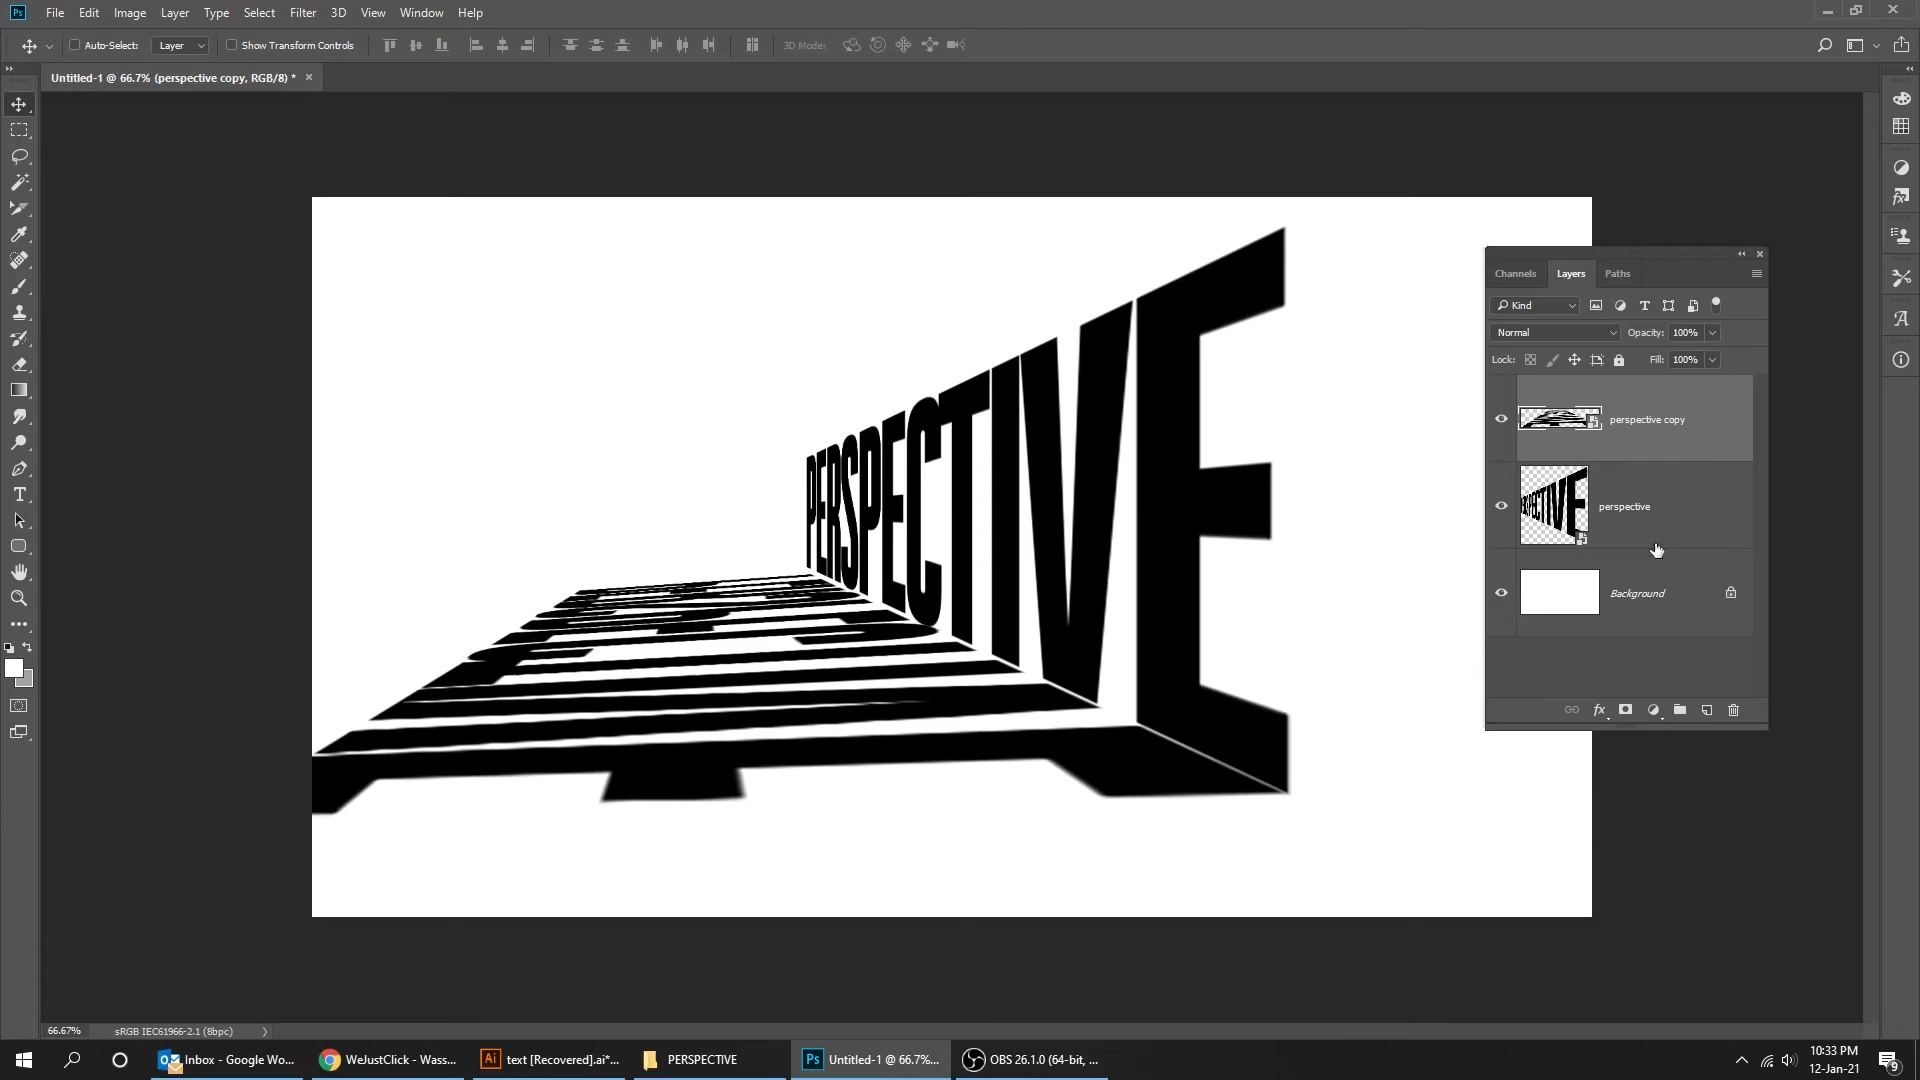 Ps File Edit Image Layer Type Select Filter 3D View Window Help
Auto-Select: Layer Show Transform Controls 3D Mode:
Untitled-1 @ 66.7% (perspective copy, RGB/8) *
PERSPECTIVE
Channels Layers Paths
Kind
Normal Opacity: 100%
Lock: Fill: 100%
perspective copy
perspective
Background
66.67% sRGB IEC61966-2.1 (8bpc)
Inbox - Google Wo... WeJustClick - Wass... Ai text [Recovered].ai*... PERSPECTIVE Ps Untitled-1 @ 66.7%... OBS 26.1.0 (64-bit, ...
10:33 PM
12-Jan-21
9